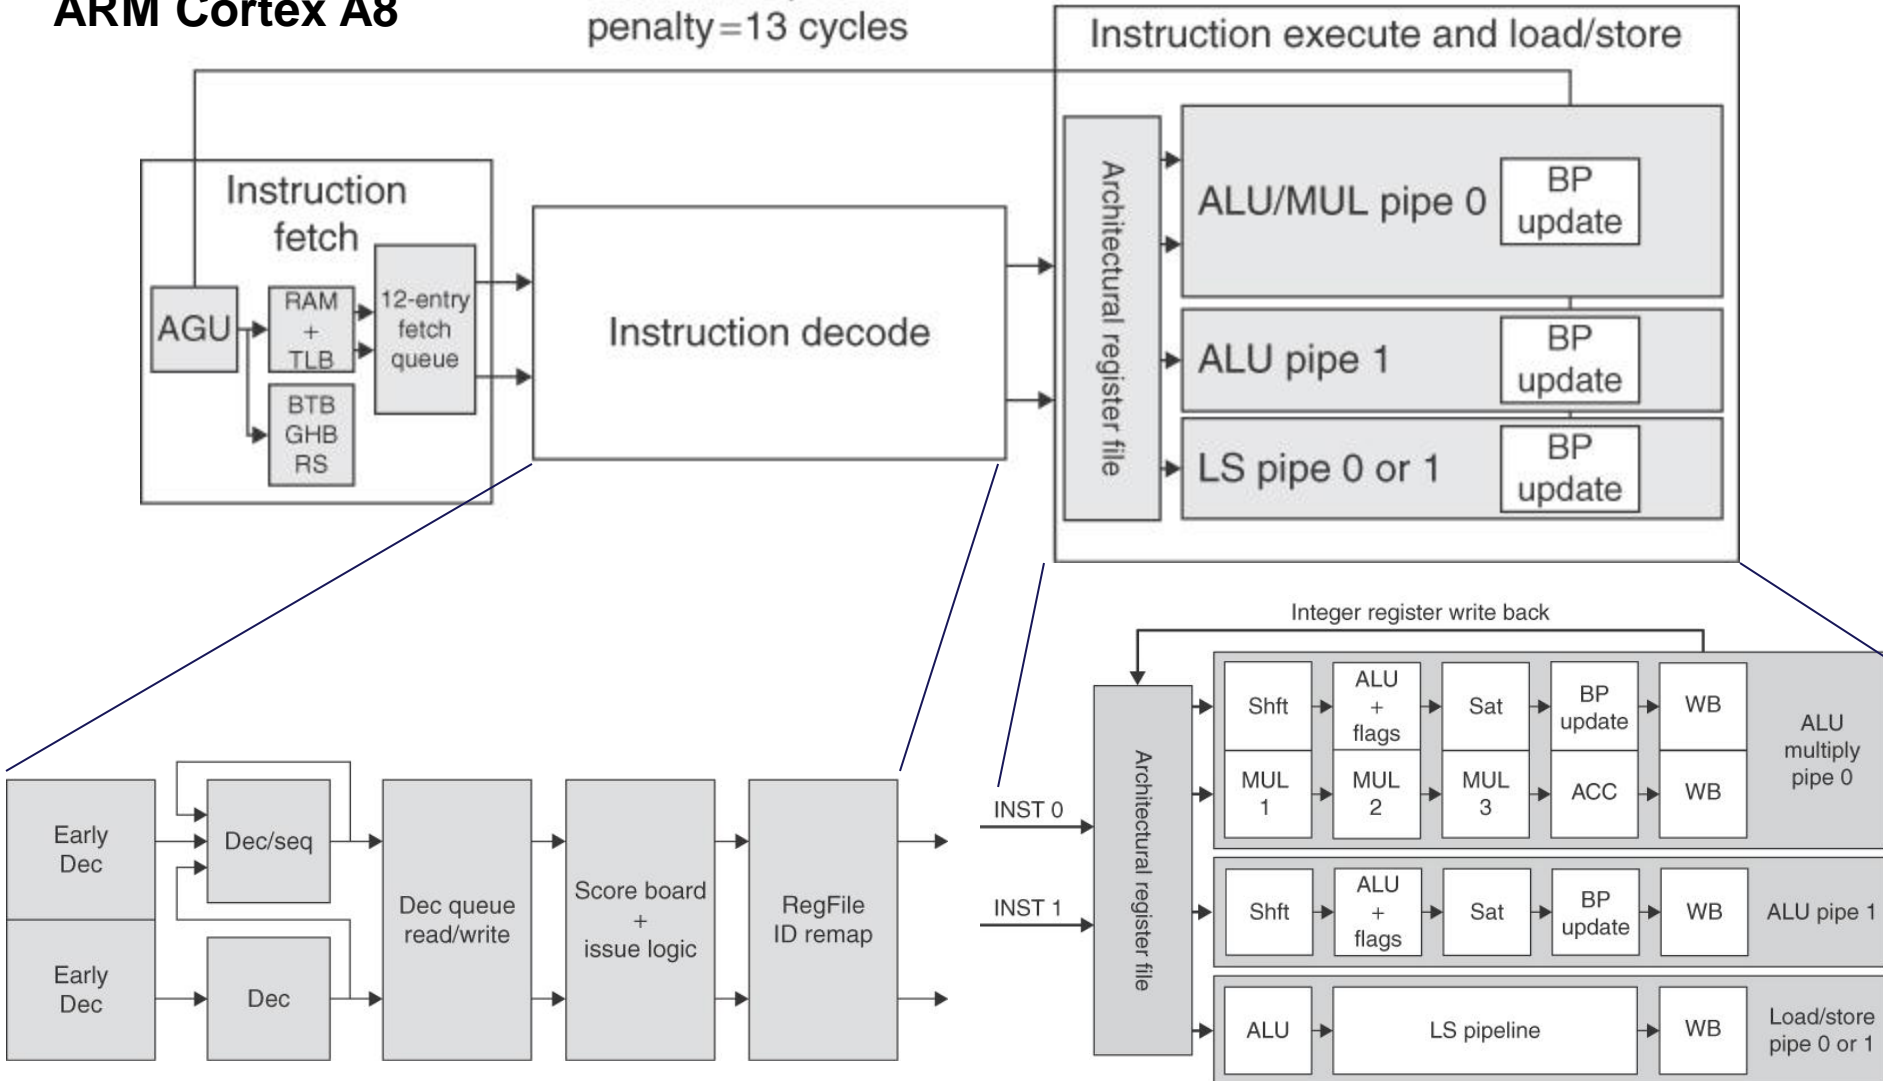 ARM Cortex A8
penalty=13 cycles
Instruction execute and load/store
Instruction
fetch
AGU
RAM
+
TLB
BTB
GHB
RS
12-entry
fetch
queue
Instruction decode
Architectural register file
ALU/MUL pipe 0
BP
update
ALU pipe 1
BP
update
LS pipe 0 or 1
BP
update
Early
Dec
Early
Dec
Dec/seq
Dec
Dec queue
read/write
Score board
+
issue logic
RegFile
ID remap
Integer register write back
INST 0
INST 1
Architectural register file
Shft
ALU
+
flags
Sat
BP
update
WB
MUL
1
MUL
2
MUL
3
ACC
WB
ALU
multiply
pipe 0
Shft
ALU
+
flags
Sat
BP
update
WB
ALU pipe 1
ALU
LS pipeline
WB
Load/store
pipe 0 or 1